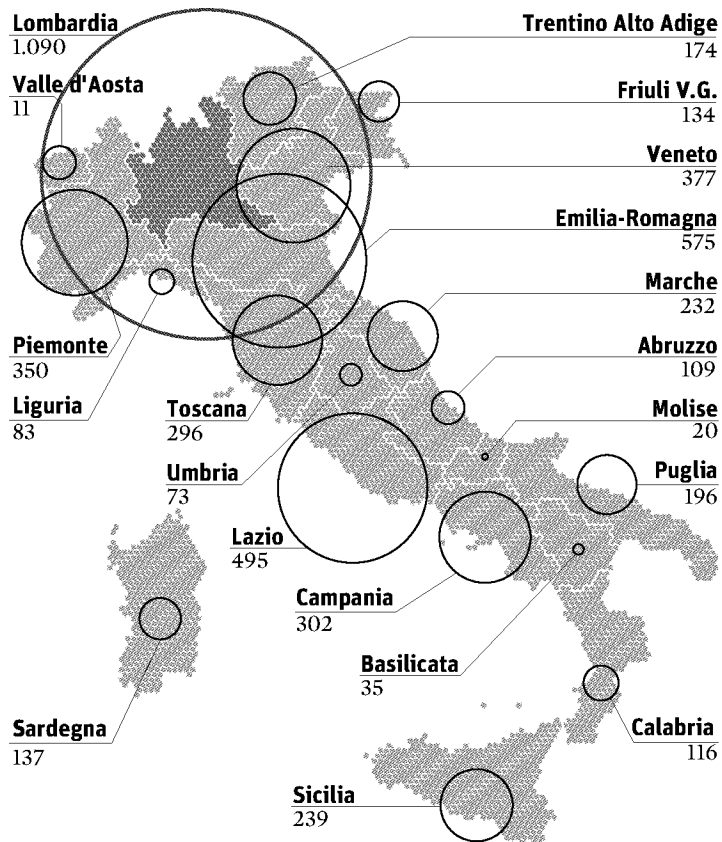 Lombardia
1.090
Trentino Alto Adige
174
Valle d'Aosta
11
Friuli V.G.
134
Veneto
377
Emilia-Romagna
575
Marche
232
Piemonte
350
Abruzzo
109
Liguria
83
Toscana
296
Molise
20
Umbria
73
Puglia
196
Lazio
495
Campania
302
Basilicata
35
Sardegna
137
Calabria
116
Sicilia
239